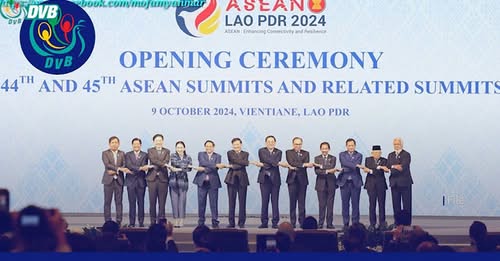 DVB
DVB
ASEAN
LAO PDR 2024
ASEAN : Enhancing Connectivity and Resilience
OPENING CEREMONY
44TH AND 45TH ASEAN SUMMITS AND RELATED SUMMITS
9 OCTOBER 2024, VIENTIANE, LAO PDR
FILE